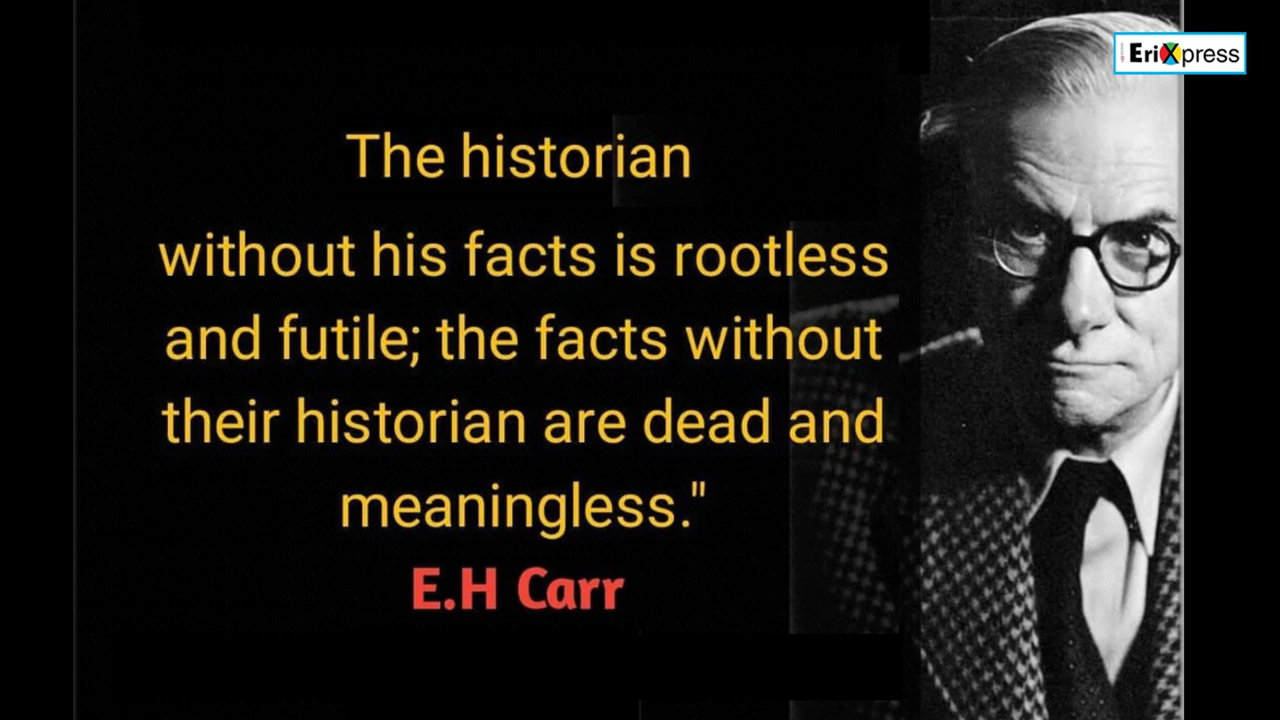 EriXpress
The historian
without his facts is rootless
and futile; the facts without
their historian are dead and
meaningless."
E.H Carr